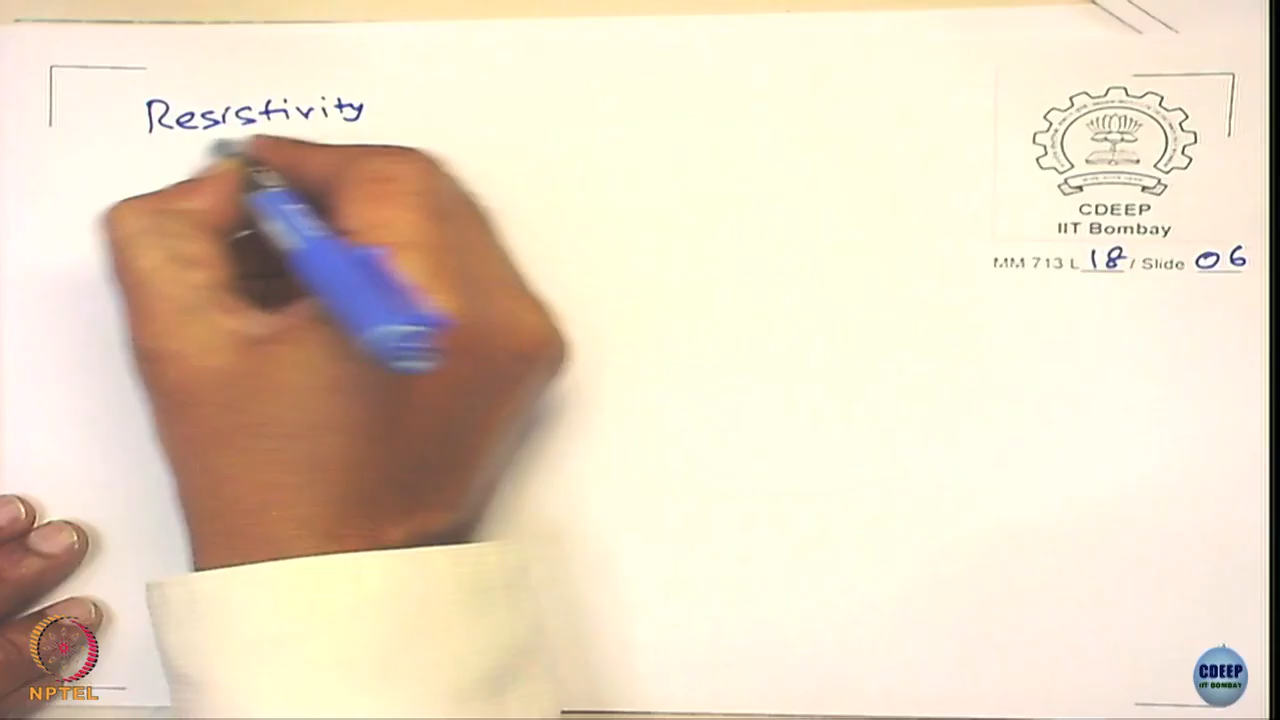 Resistivity
CDEEP
IIT Bombay
MM 713 L 18 / Slide 06
NPTEL
CDEEP
IIT BOMBAY